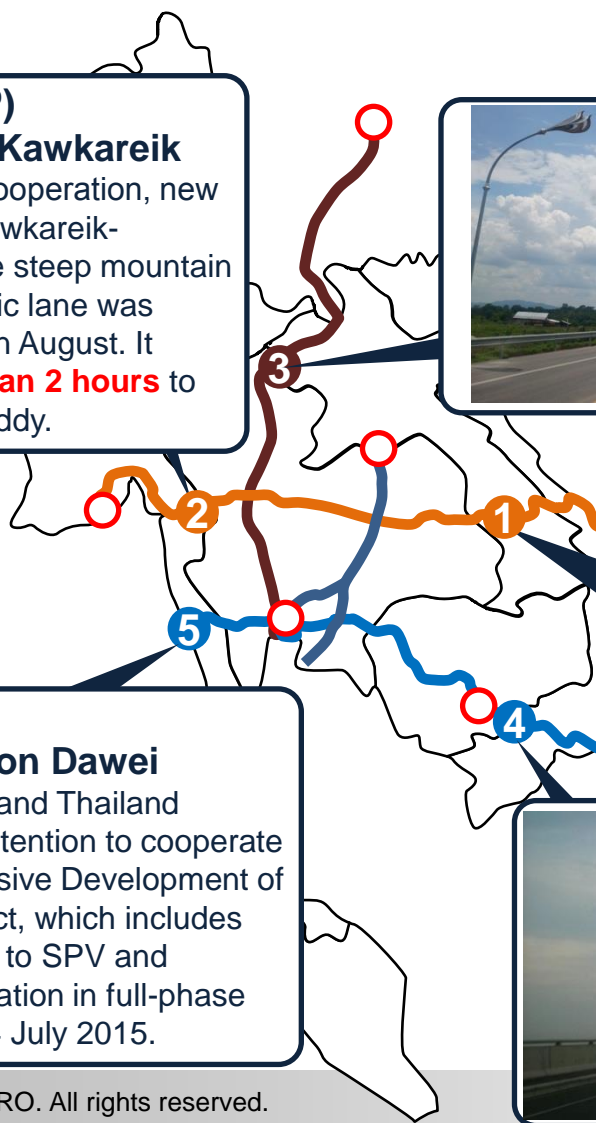 Kawkareik
ooperation, new
wkareik-
e steep mountain
ic lane was
n August. It
an 2 hours to
ddy.
3
2
1
5
4
on Dawei
and Thailand
tention to cooperate
sive Development of
ct, which includes
to SPV and
ation in full-phase
July 2015.
RO. All rights reserved.